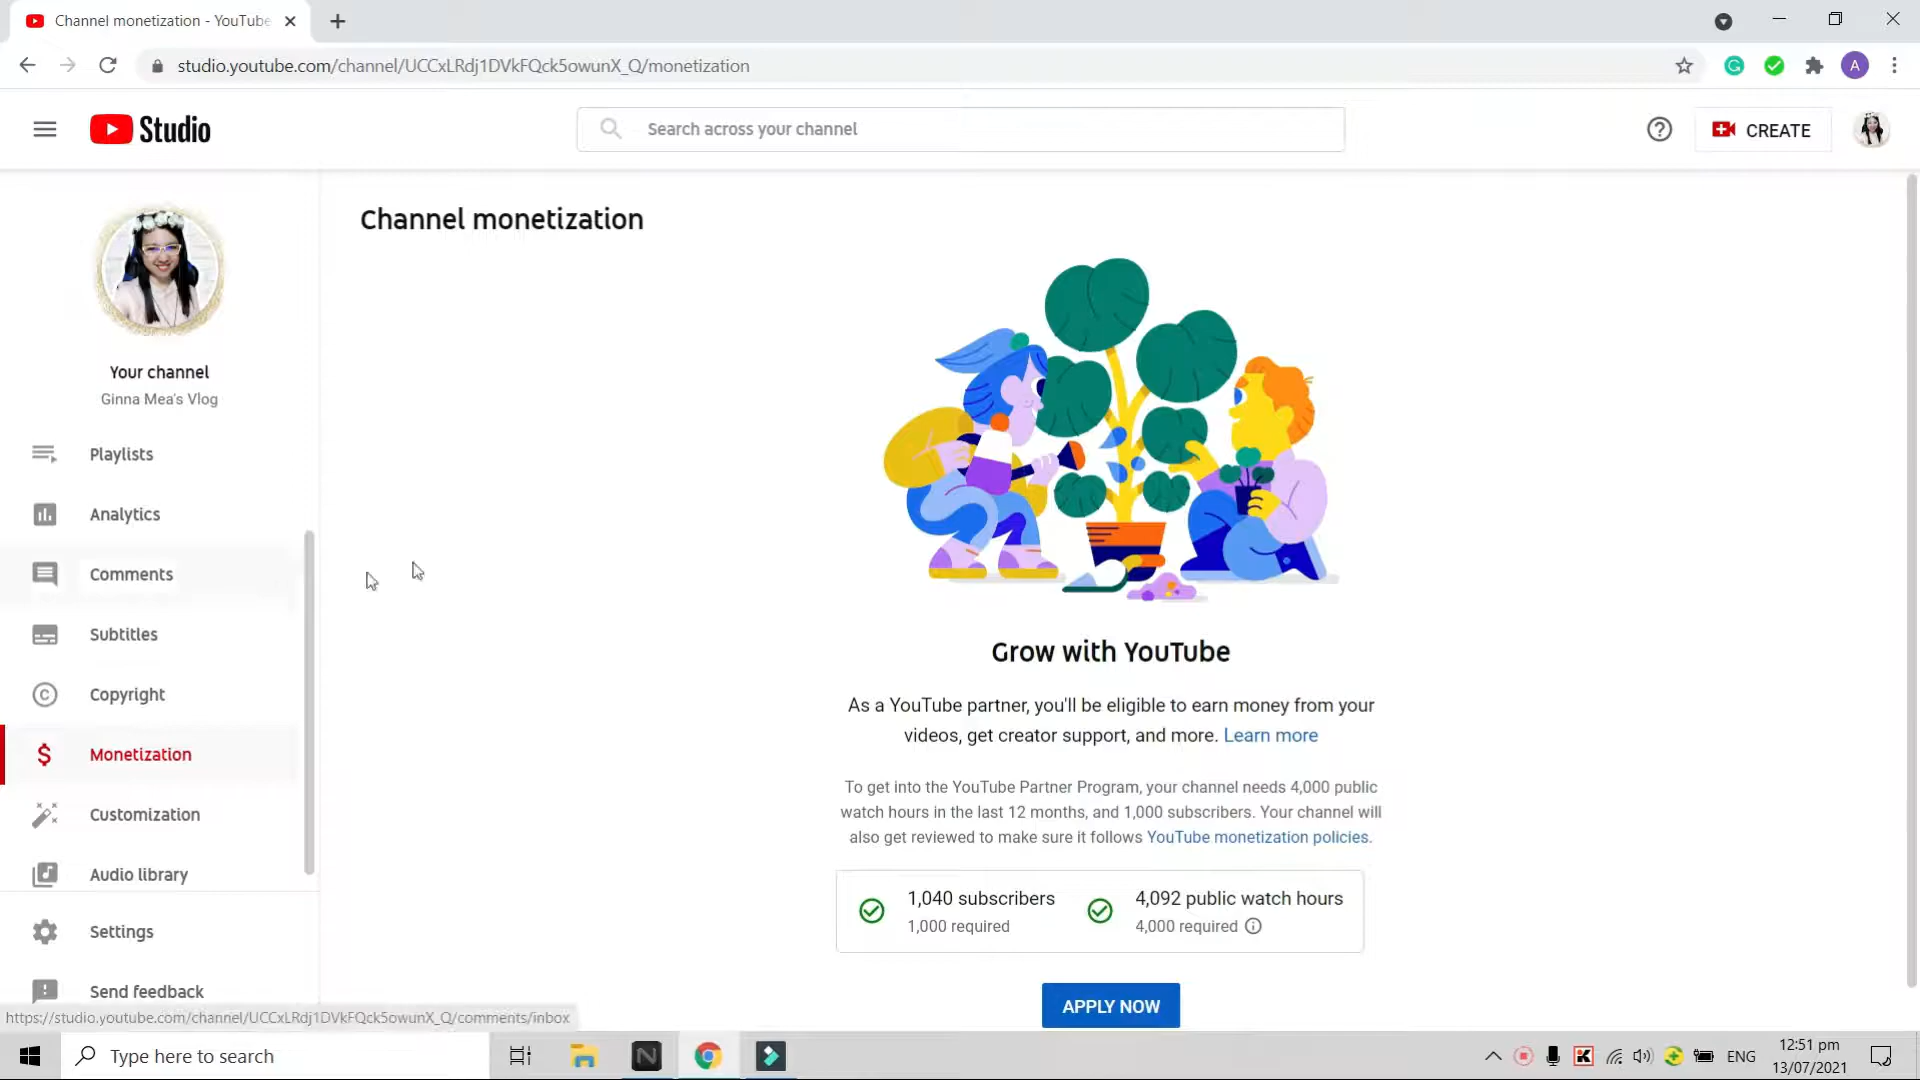 Channel monetization - YouTube
studio.youtube.com/channel/UCCxLRdj1DVkFQck5owunX_Q/monetization
A
Studio
Search across your channel
CREATE
Your channel
Ginna Mea's Vlog
Playlists
Analytics
Comments
Subtitles
Copyright
Monetization
Customization
Audio library
Settings
Send feedback
https://studio.youtube.com/channel/UCCxLRdj1DVkFQck5owunX_Q/comments/inbox
Channel monetization
Grow with YouTube
As a YouTube partner, you'll be eligible to earn money from your
videos, get creator support, and more. Learn more
To get into the YouTube Partner Program, your channel needs 4,000 public
watch hours in the last 12 months, and 1,000 subscribers. Your channel will
also get reviewed to make sure it follows YouTube monetization policies.
1,040 subscribers
1,000 required
4,092 public watch hours
4,000 required
APPLY NOW
Type here to search
ENG
12:51 pm
13/07/2021